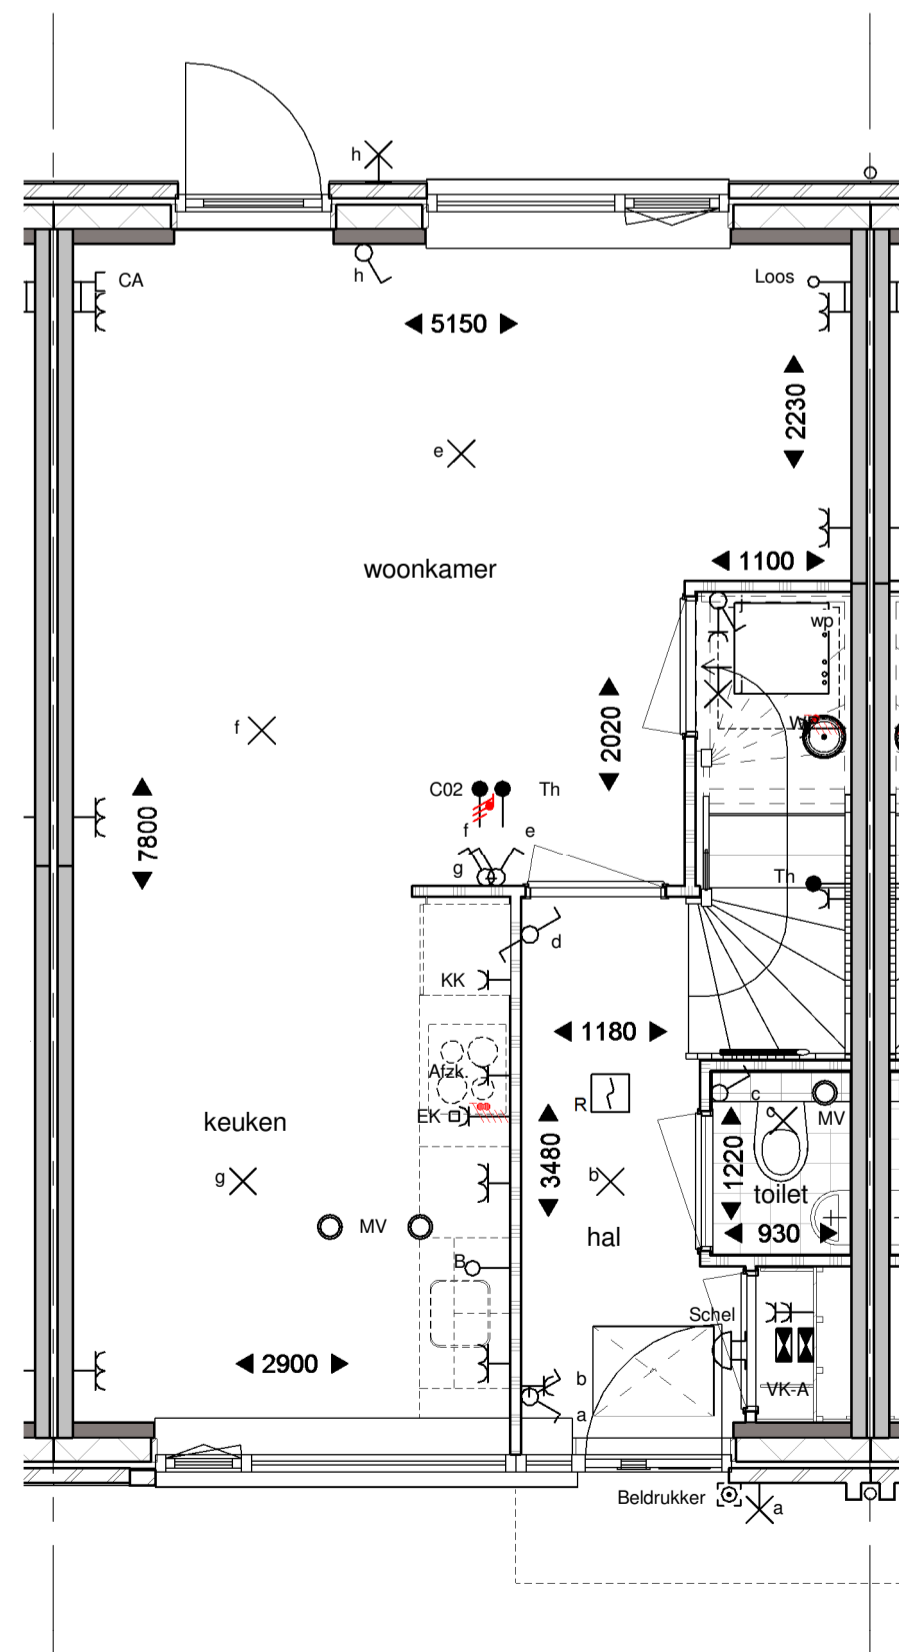 h
h
CA
Loos
5150
2230
e
1100
woonkamer
wp
f
2020
C02
Th
7800
f
e
g
Th
d
KK
1180
Afzk.
R
c
MV
EK
keuken
3480
b
1220
g
toilet
MV
930
hal
B
Schel
2900
b
VK-A
a
Beldrukker
a